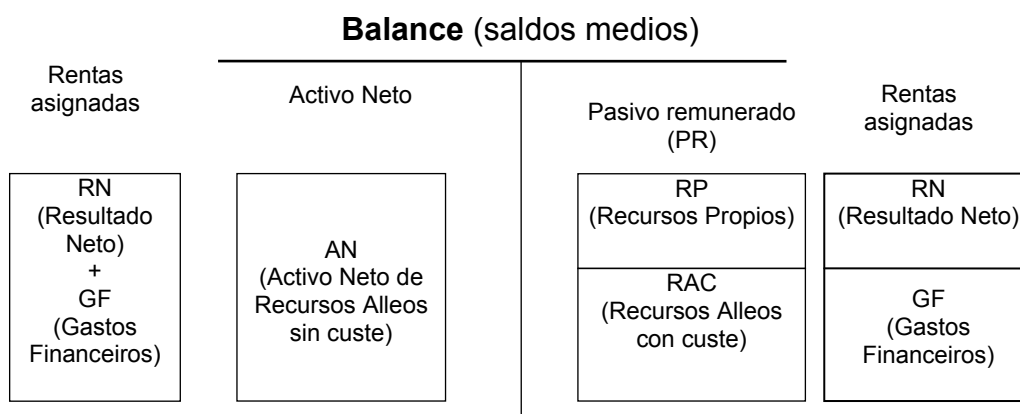 Balance (saldos medios)
Rentas
asignadas
Activo Neto
Pasivo remunerado
(PR)
Rentas
asignadas
RN
(Resultado
Neto)
+
GF
(Gastos
Financeiros)
AN
(Activo Neto de
Recursos Alleos
sin custe)
RP
(Recursos Propios)
RAC
(Recursos Alleos
con custe)
RN
(Resultado Neto)
GF
(Gastos
Financeiros)